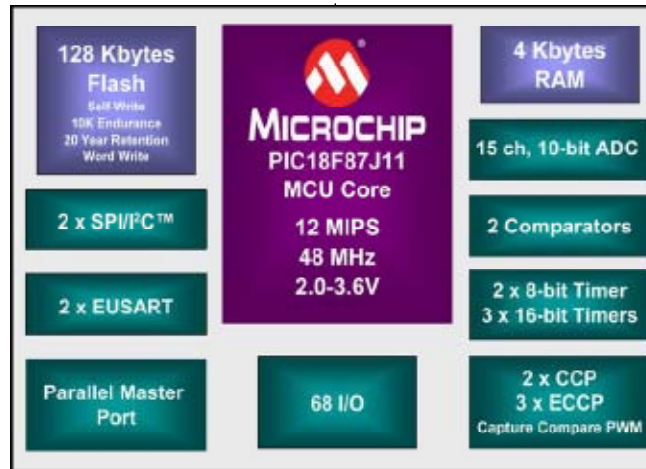 128 Kbytes
Flash
Self Write
10K Endurance
20 Year Retention
Word Write
2 x SPI/I²C™
2 x EUSART
Parallel Master
Port
®
MICROCHIP
PIC18F87J11
MCU Core
12 MIPS
48 MHz
2.0-3.6V
68 I/O
4 Kbytes
RAM
15 ch, 10-bit ADC
2 Comparators
2 x 8-bit Timer
3 x 16-bit Timers
2 x CCP
3 x ECCP
Capture Compare PWM